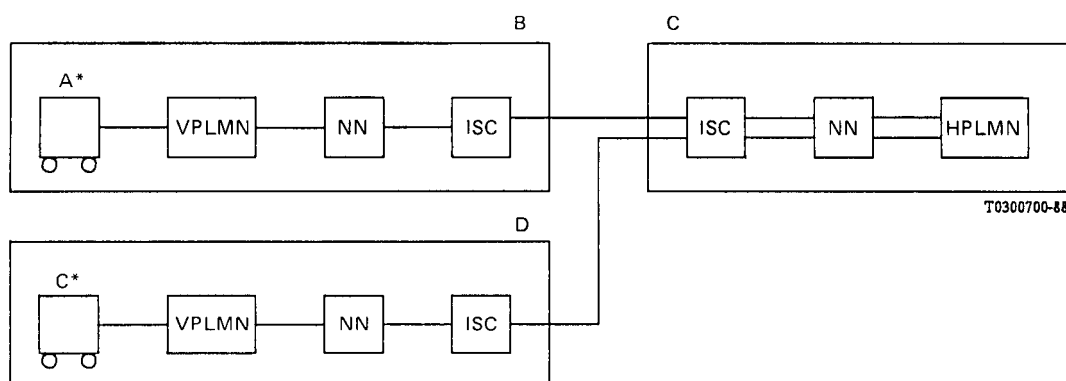 B
C
A*
VPLMN
NN
ISC
ISC
NN
HPLMN
T0300700-88
D
C*
VPLMN
NN
ISC